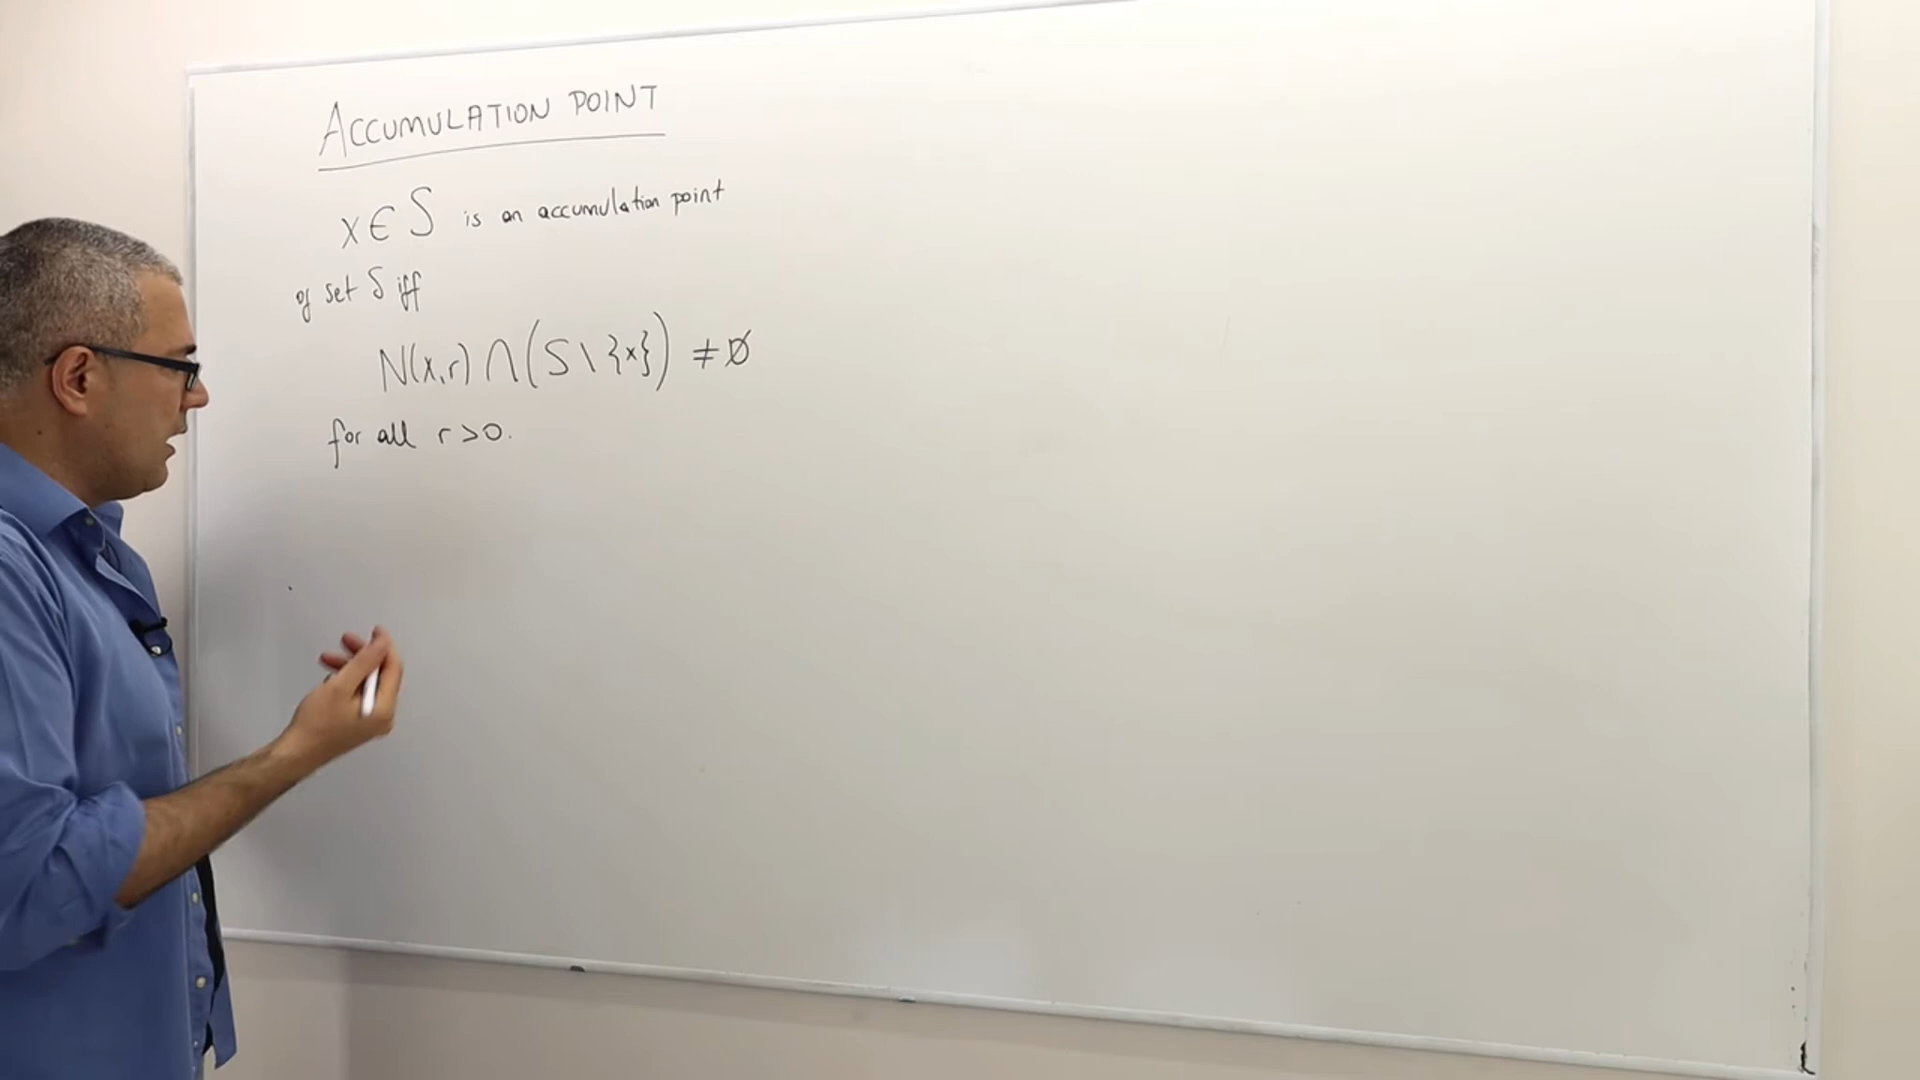 ACCUMULATION POINT
x ∈ S is an accumulation point
of set S iff
N(x,r) ∩ (S \ {x}) ≠ ∅
for all r > 0.